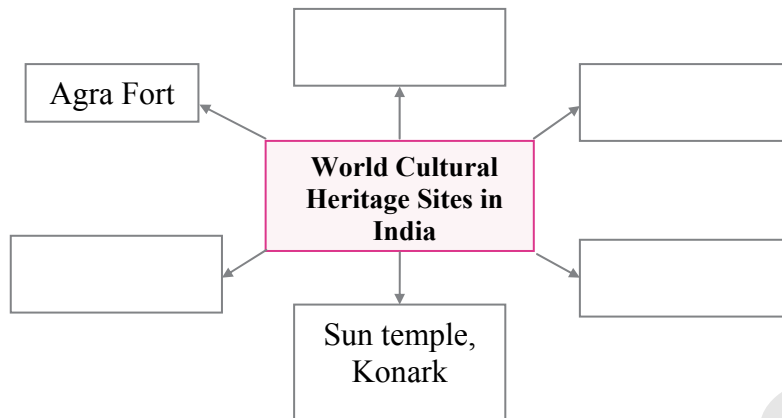 Agra Fort
World Cultural
Heritage Sites in
India
Sun temple,
Konark